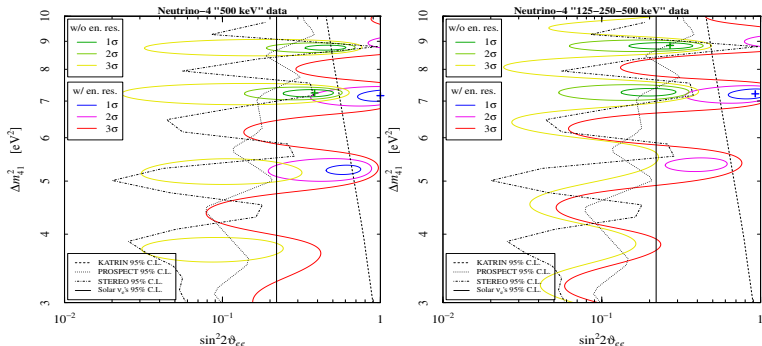 Neutrino−4 "500 keV" data
w/o en. res.
1σ
2σ
3σ
w/ en. res.
1σ
2σ
3σ
KATRIN 95% C.L.
PROSPECT 95% C.L.
STEREO 95% C.L.
Solar νₑ's 95% C.L.
Δm²₄₁ [eV²]
10
9
8
7
6
5
4
3
10⁻²
10⁻¹
1
sin²2ϑₑₑ
Neutrino−4 "125−250−500 keV" data
w/o en. res.
1σ
2σ
3σ
w/ en. res.
1σ
2σ
3σ
KATRIN 95% C.L.
PROSPECT 95% C.L.
STEREO 95% C.L.
Solar νₑ's 95% C.L.
Δm²₄₁ [eV²]
10
9
8
7
6
5
4
3
10⁻²
10⁻¹
1
sin²2ϑₑₑ